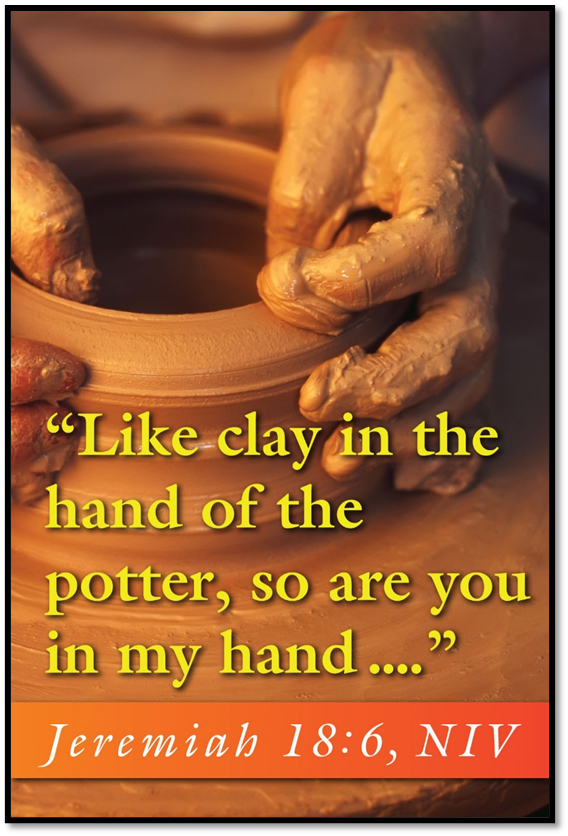 “Like clay in the
hand of the
potter, so are you
in my hand ....”
Jeremiah 18:6, NIV